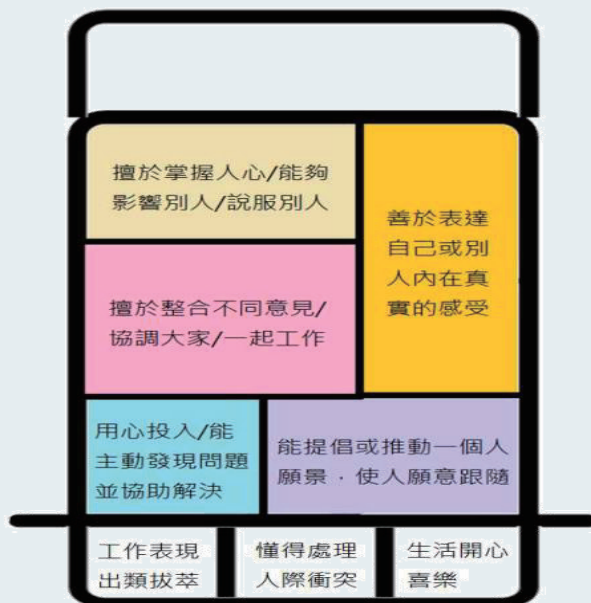 擅於掌握人心/能夠
影響別人/說服別人
善於表達
自己或別
人內在真
實的感受
擅於整合不同意見/
協調大家/一起工作
用心投入/能
主動發現問題
並協助解決
能提倡或推動一個人
願景，使人願意跟隨
工作表現
出類拔萃
懂得處理
人際衝突
生活開心
喜樂